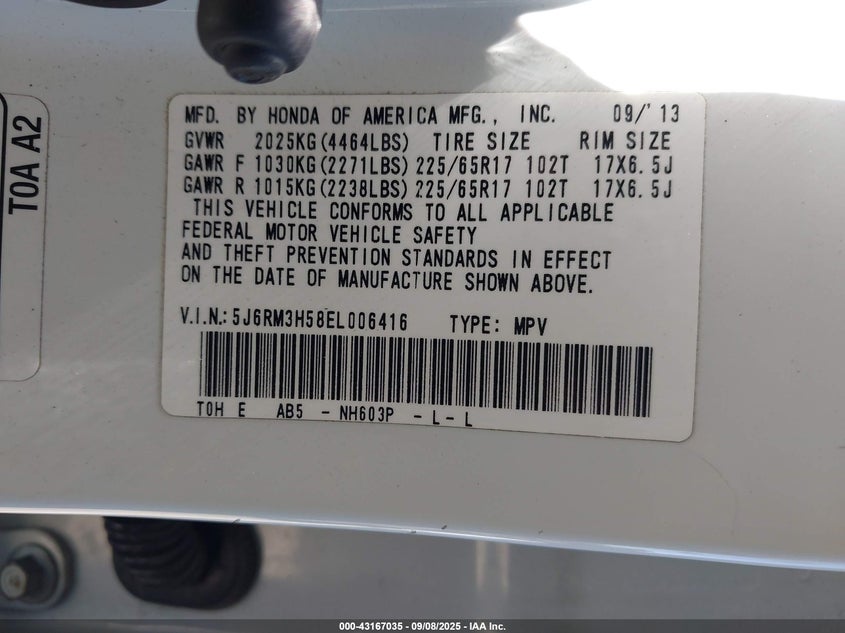 MFD. BY HONDA OF AMERICA MFG., INC. 09/'13
GVWR 2025KG(4464LBS) TIRE SIZE RIM SIZE
GAWR F 1030KG(2271LBS) 225/65R17 102T 17X6.5J
GAWR R 1015KG(2238LBS) 225/65R17 102T 17X6.5J
THIS VEHICLE CONFORMS TO ALL APPLICABLE
FEDERAL MOTOR VEHICLE SAFETY
AND THEFT PREVENTION STANDARDS IN EFFECT
ON THE DATE OF MANUFACTURE SHOWN ABOVE.
V.I.N.: 5J6RM3H58EL006416 TYPE: MPV
T0H E AB5 - NH603P - L - L
T0A A2
000-43167035 - 09/08/2025 - IAA Inc.